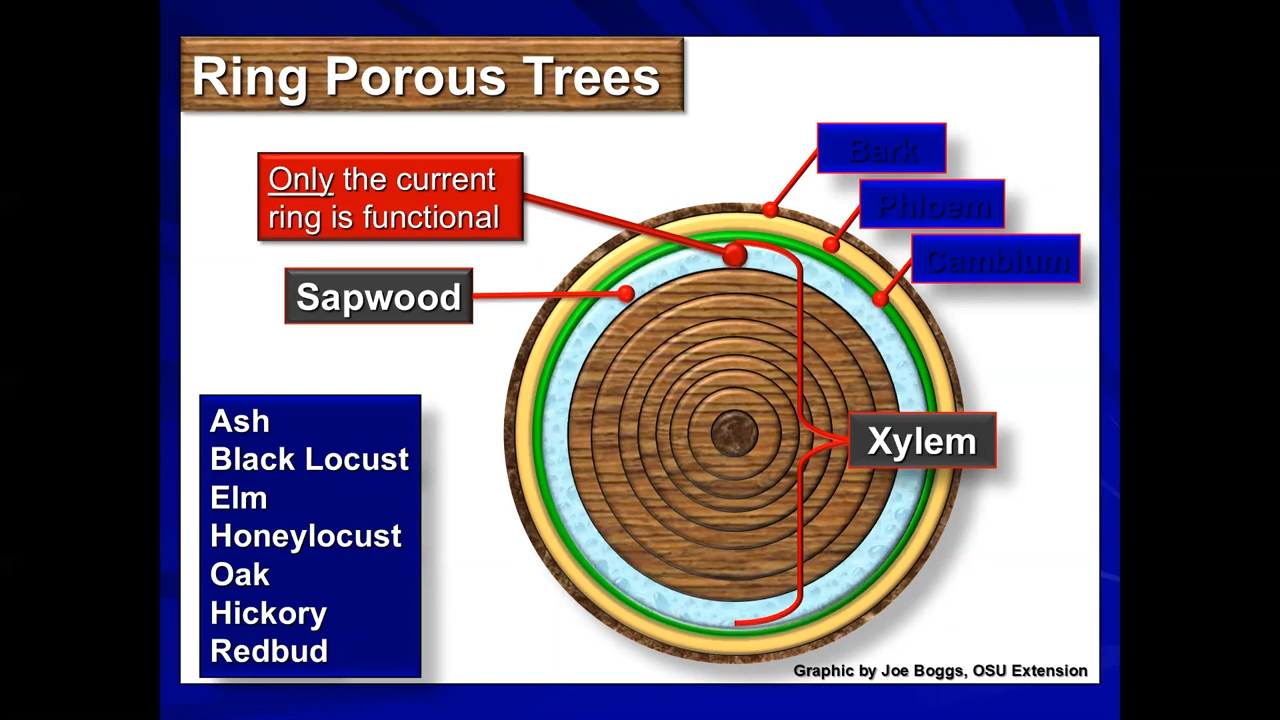 Ring Porous Trees
Only the current
ring is functional
Sapwood
Bark
Phloem
Cambium
Xylem
Ash
Black Locust
Elm
Honeylocust
Oak
Hickory
Redbud
Graphic by Joe Boggs, OSU Extension